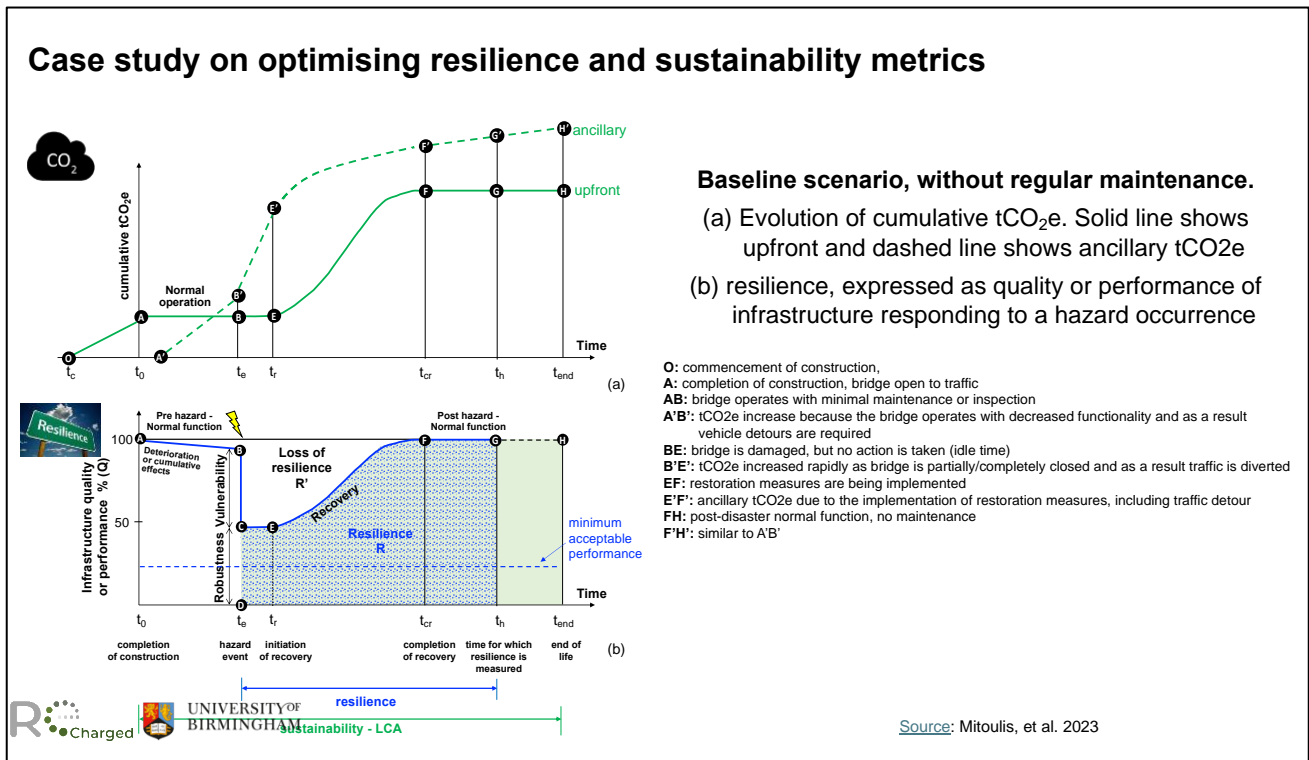 Case study on optimising resilience and sustainability metrics
CO2
cumulative tCO2e
Normal
operation
O
A
A'
B'
B
E'
E
F'
F
G'
G
H'
H
ancillary
upfront
Time
tc
t0
te
tr
tcr
th
tend
(a)
Resilience
Infrastructure quality
or performance % (Q)
100
50
Pre hazard -
Normal function
Post hazard -
Normal function
A
Deterioration
or cumulative
effects
B
C
D
E
F
G
H
Loss of
resilience
R'
Vulnerability
Robustness
Recovery
Resilience
R
minimum
acceptable
performance
Time
t0
te
tr
tcr
th
tend
completion
of construction
hazard
event
initiation
of recovery
completion
of recovery
time for which
resilience is
measured
end of
life
(b)
resilience
sustainability - LCA
R
Charged
UNIVERSITY OF
BIRMINGHAM
Baseline scenario, without regular maintenance.
(a) Evolution of cumulative tCO2e. Solid line shows
upfront and dashed line shows ancillary tCO2e
(b) resilience, expressed as quality or performance of
infrastructure responding to a hazard occurrence
O: commencement of construction,
A: completion of construction, bridge open to traffic
AB: bridge operates with minimal maintenance or inspection
A'B': tCO2e increase because the bridge operates with decreased functionality and as a result
vehicle detours are required
BE: bridge is damaged, but no action is taken (idle time)
B'E': tCO2e increased rapidly as bridge is partially/completely closed and as a result traffic is diverted
EF: restoration measures are being implemented
E'F': ancillary tCO2e due to the implementation of restoration measures, including traffic detour
FH: post-disaster normal function, no maintenance
F'H': similar to A'B'
Source: Mitoulis, et al. 2023